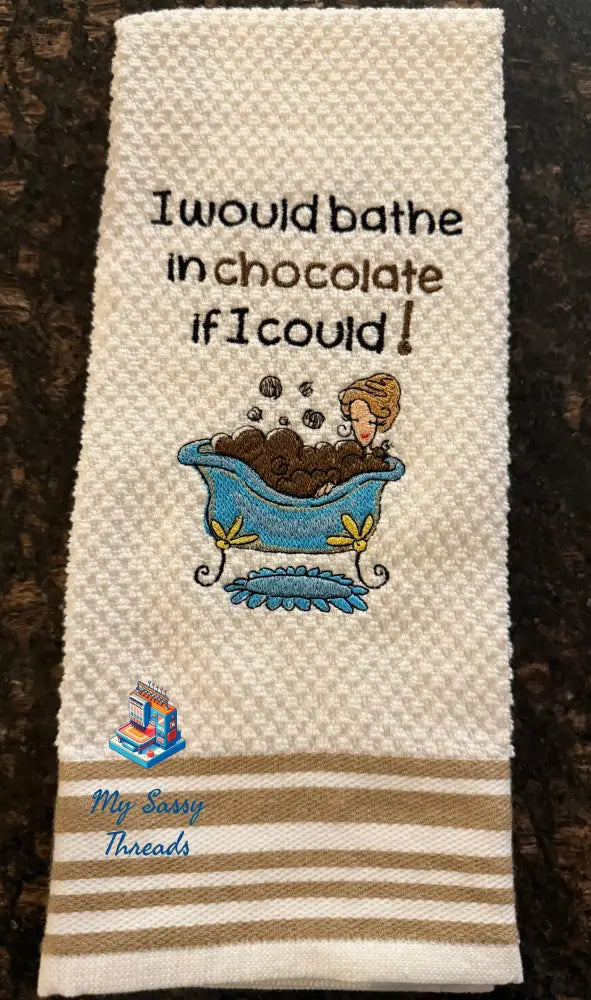 I would bathe
in chocolate
if I could!
My Sassy
Threads